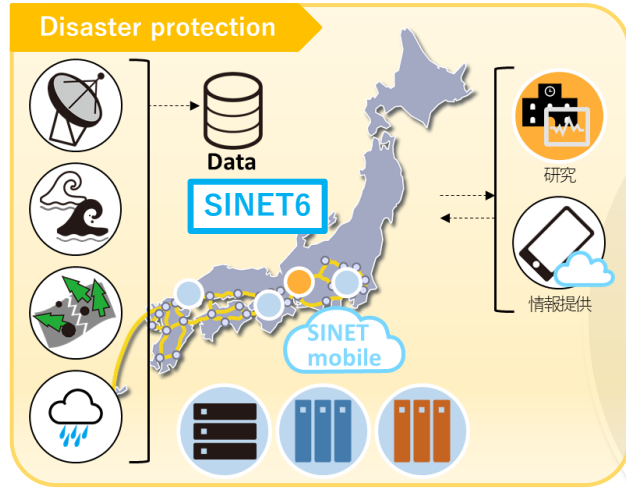 Disaster protection
Data
SINET6
SINET
mobile
研究
情報提供